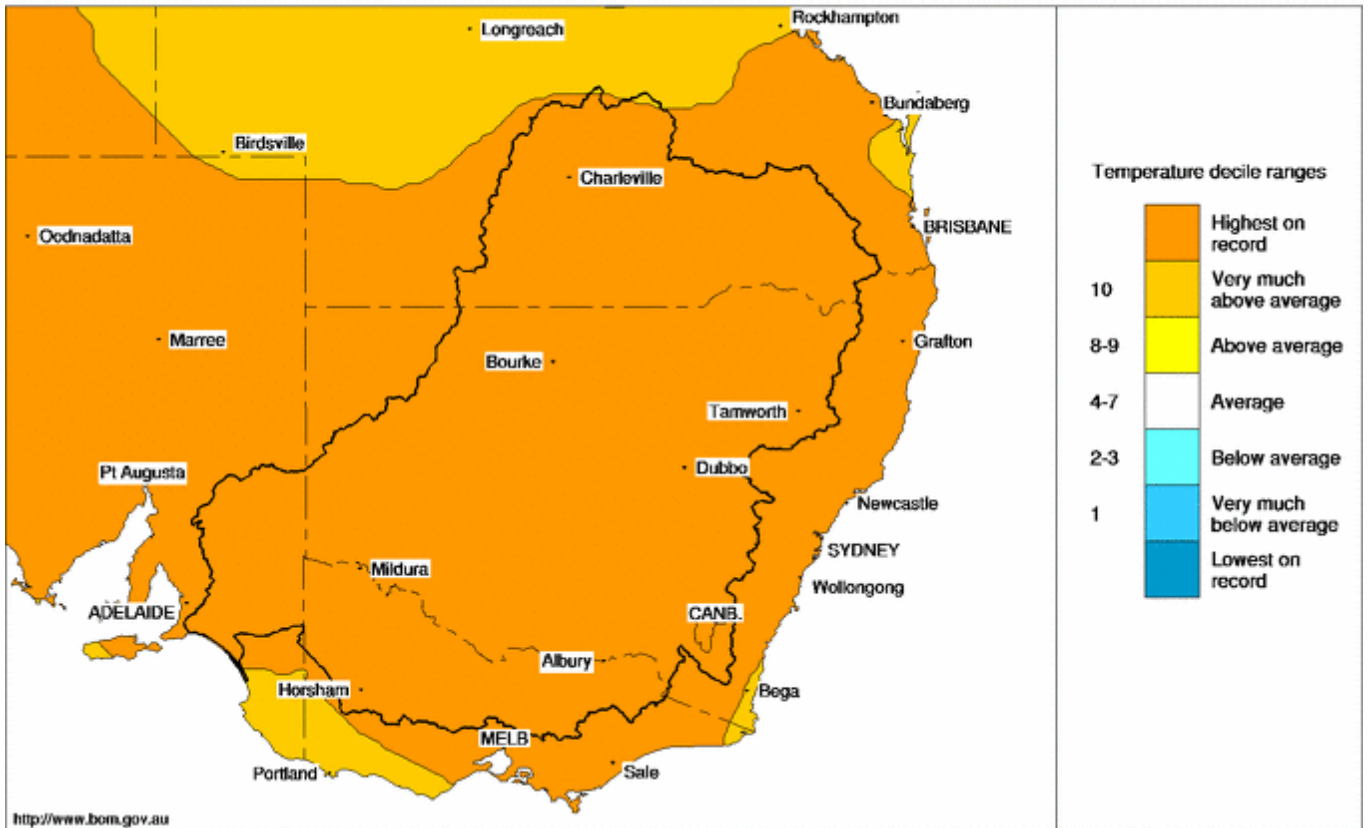 Rockhampton
Longreach
Bundaberg
Birdsville
Charleville
BRISBANE
Oodnadatta
Marree
Grafton
Bourke
Tamworth
Pt Augusta
Dubbo
Newcastle
SYDNEY
Mildura
Wollongong
ADELAIDE
CANB.
Albury
Horsham
Bega
MELB
Portland
Sale
http://www.bom.gov.au
Temperature decile ranges
Highest on
record
10 Very much
above average
8-9 Above average
4-7 Average
2-3 Below average
1 Very much
below average
Lowest on
record